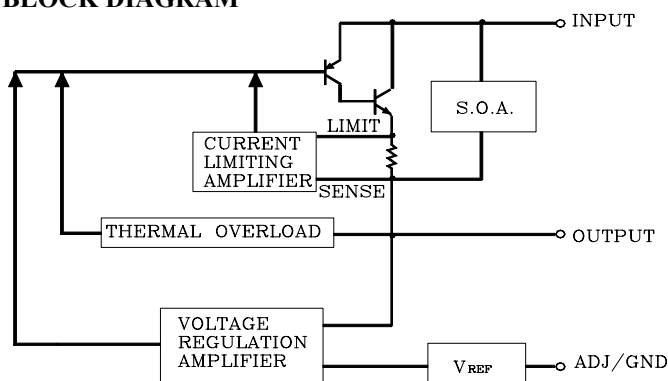 BLOCK DIAGRAM
INPUT
S.O.A.
LIMIT
CURRENT
LIMITING
AMPLIFIER
SENSE
THERMAL OVERLOAD
OUTPUT
VOLTAGE
REGULATION
AMPLIFIER
VREF
ADJ/GND